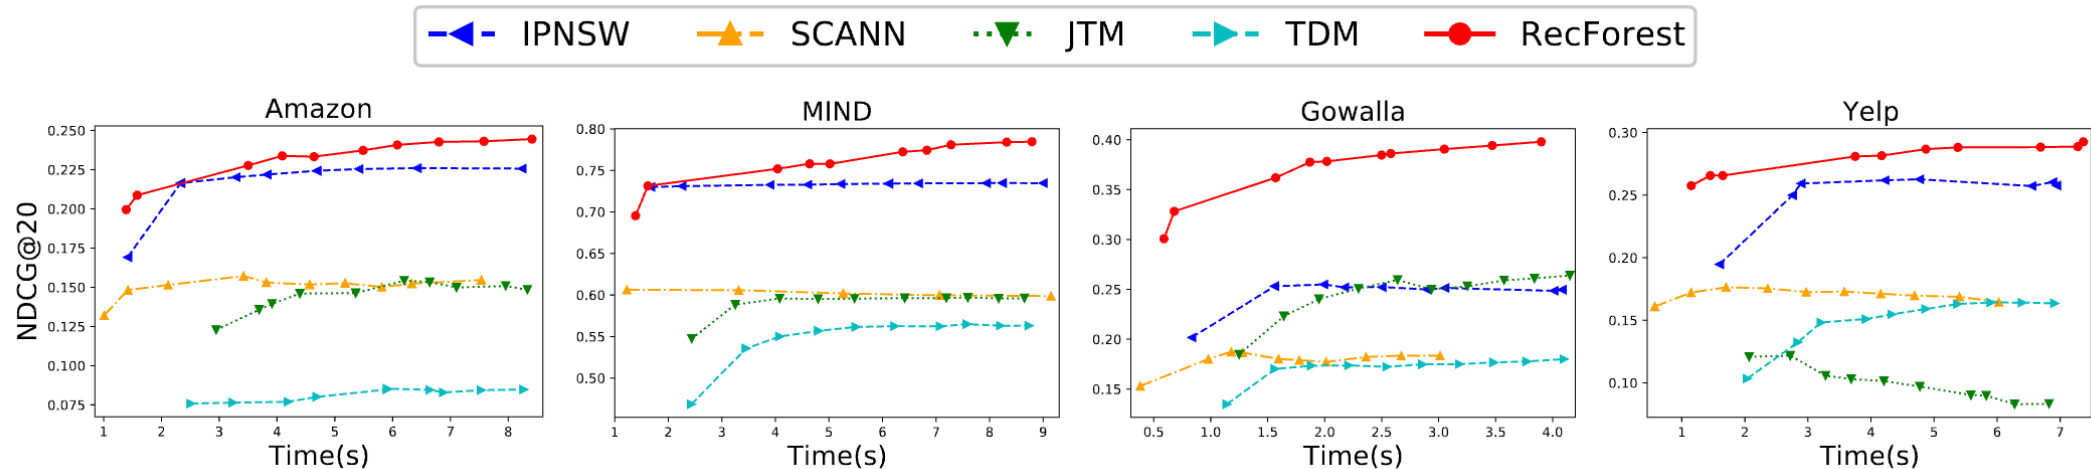 IPNSW SCANN JTM TDM RecForest
Amazon MIND Gowalla Yelp
NDCG@20
0.250
0.225
0.200
0.175
0.150
0.125
0.100
0.075
1 2 3 4 5 6 7 8
Time(s)
0.80
0.75
0.70
0.65
0.60
0.55
0.50
1 2 3 4 5 6 7 8 9
Time(s)
0.40
0.35
0.30
0.25
0.20
0.15
0.5 1.0 1.5 2.0 2.5 3.0 3.5 4.0
Time(s)
0.30
0.25
0.20
0.15
0.10
1 2 3 4 5 6 7
Time(s)